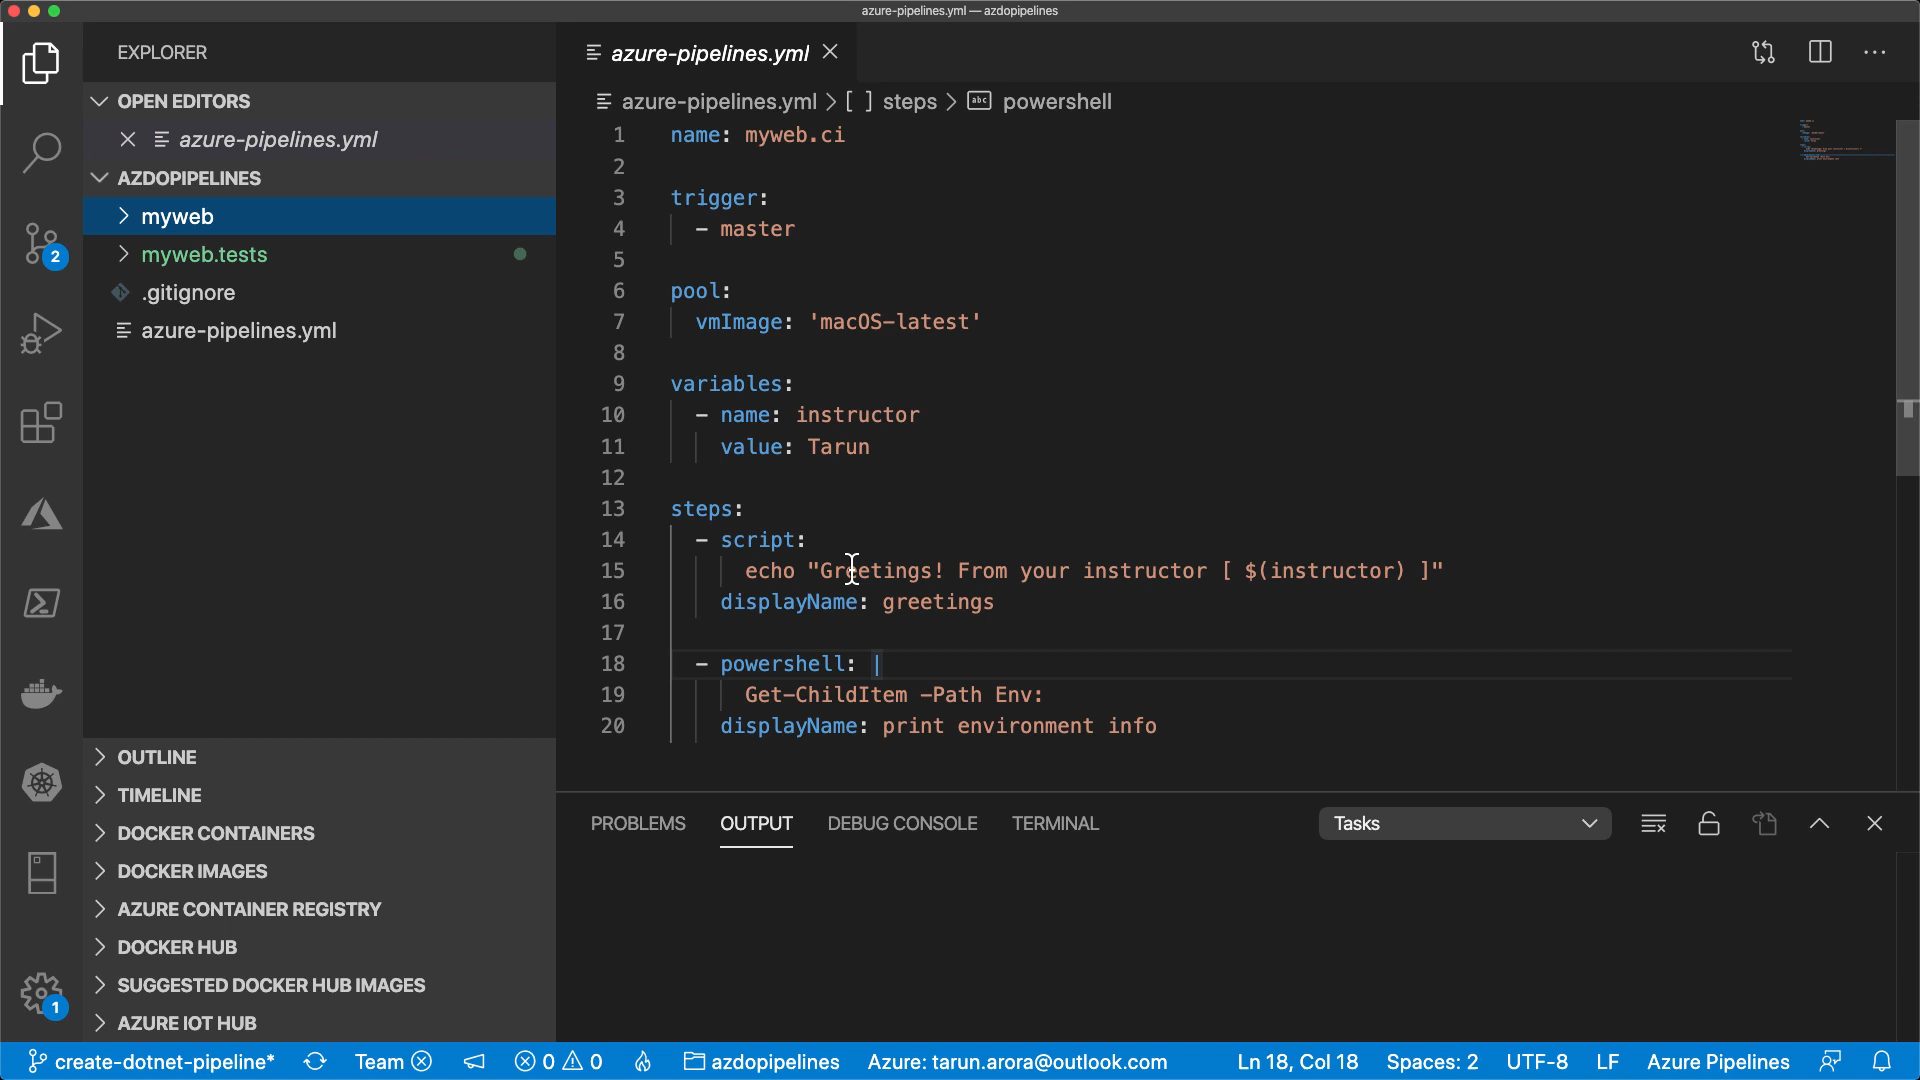 azure-pipelines.yml — azdopipelines
EXPLORER
OPEN EDITORS
azure-pipelines.yml
AZDOPIPELINES
myweb
myweb.tests
.gitignore
azure-pipelines.yml
OUTLINE
TIMELINE
DOCKER CONTAINERS
DOCKER IMAGES
AZURE CONTAINER REGISTRY
DOCKER HUB
SUGGESTED DOCKER HUB IMAGES
AZURE IOT HUB
2
1
azure-pipelines.yml
azure-pipelines.yml > [ ] steps > abc powershell
1 name: myweb.ci
2
3 trigger:
4 - master
5
6 pool:
7 vmImage: 'macOS-latest'
8
9 variables:
10 - name: instructor
11 value: Tarun
12
13 steps:
14 - script:
15 echo "Greetings! From your instructor [ $(instructor) ]"
16 displayName: greetings
17
18 - powershell: |
19 Get-ChildItem -Path Env:
20 displayName: print environment info
PROBLEMS OUTPUT DEBUG CONSOLE TERMINAL Tasks
create-dotnet-pipeline* Team 0 0 azdopipelines Azure: tarun.arora@outlook.com Ln 18, Col 18 Spaces: 2 UTF-8 LF Azure Pipelines